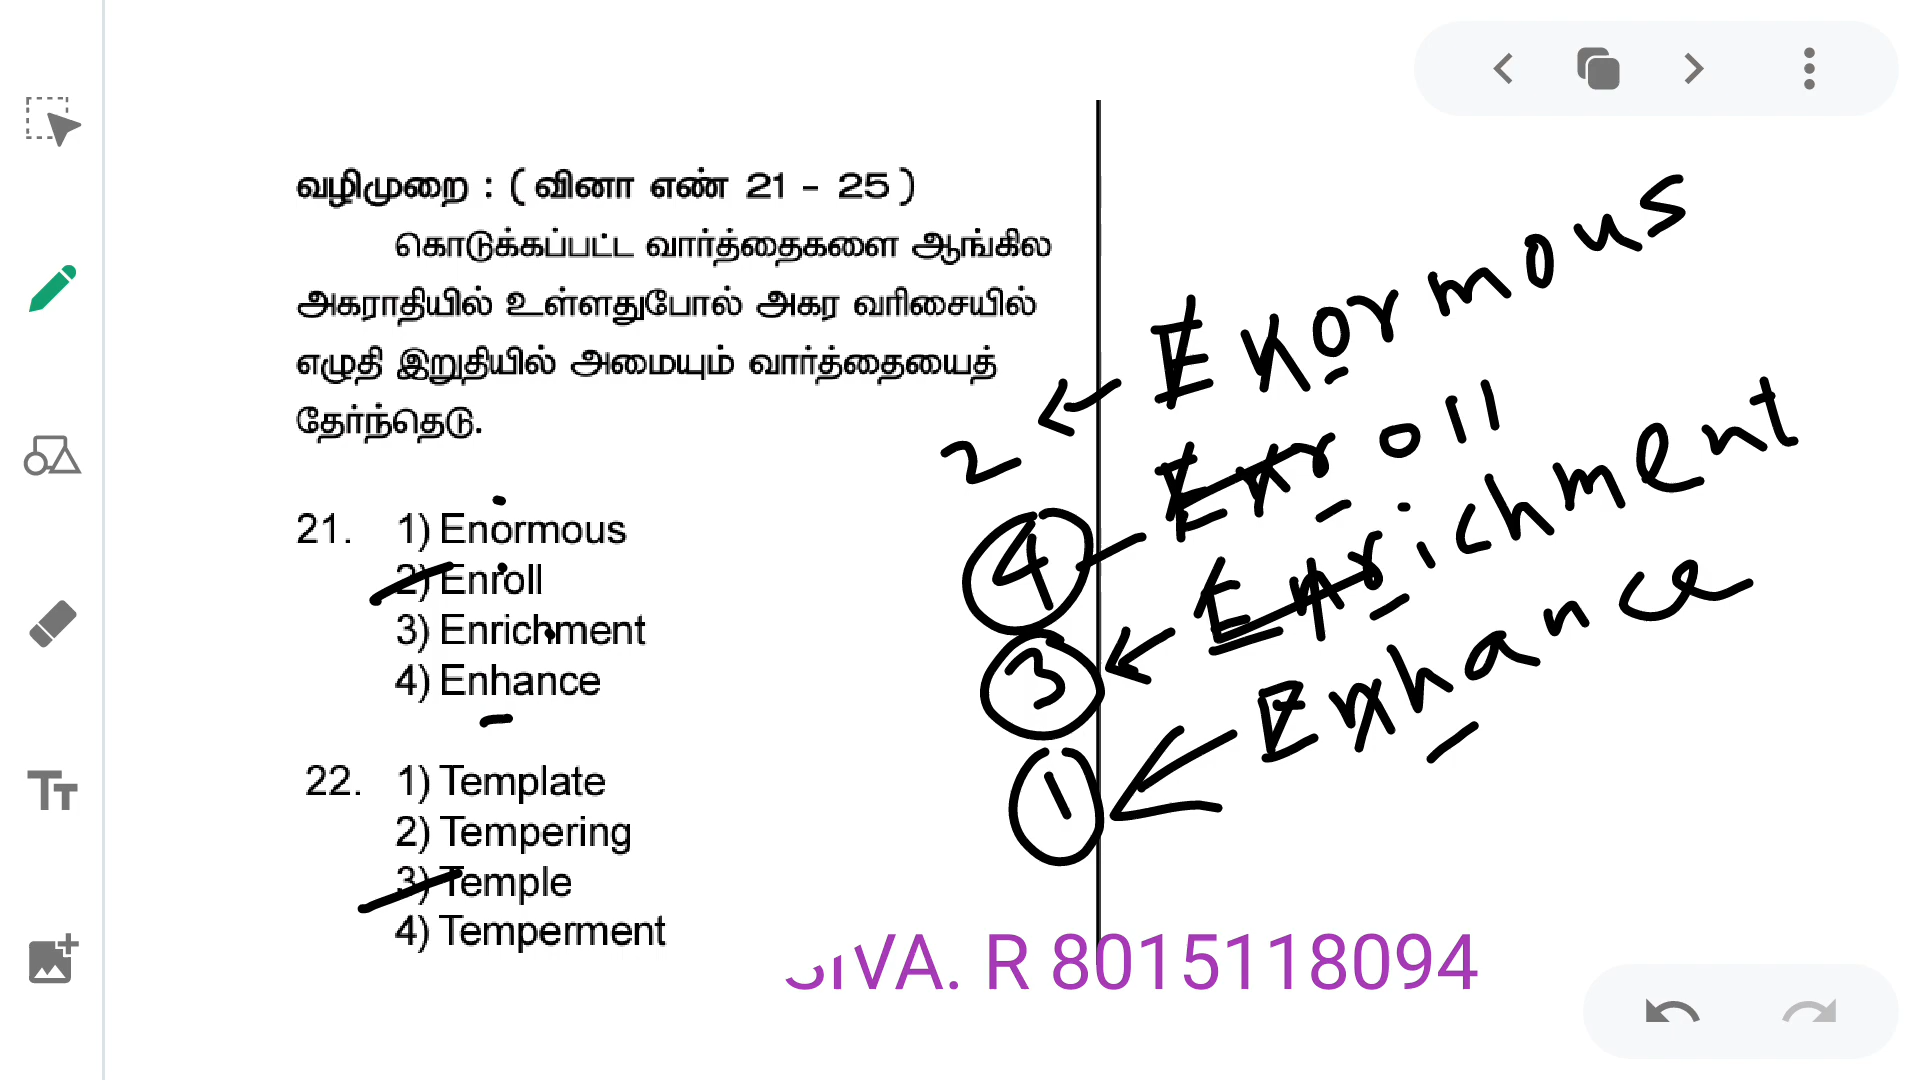 வழிமுறை : ( வினா எண் 21 - 25 )
கொடுக்கப்பட்ட வார்த்தைகளை ஆங்கில
அகராதியில் உள்ளதுபோல் அகர வரிசையில்
எழுதி இறுதியில் அமையும் வார்த்தையைத்
தேர்ந்தெடு.
21. 1) Enormous
2) Enroll
3) Enrichment
4) Enhance
22. 1) Template
2) Tempering
3) Temple
4) Temperment
Enormous
2
Enroll
4
Enrichment
3
Enhance
1
SIVA. R 8015118094
TT